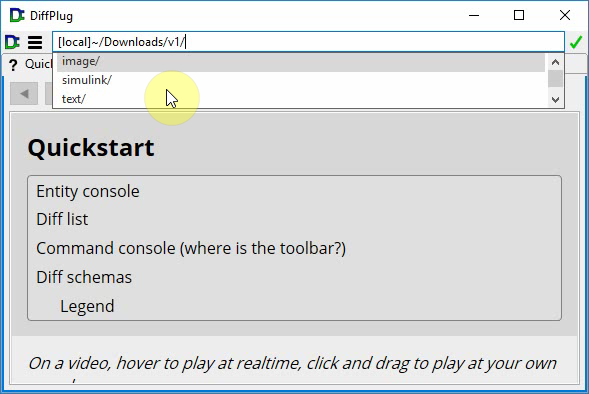 DiffPlug
[local]~/Downloads/v1/
image/
? Quick
simulink/
text/
Quickstart
Entity console
Diff list
Command console (where is the toolbar?)
Diff schemas
Legend
On a video, hover to play at realtime, click and drag to play at your own